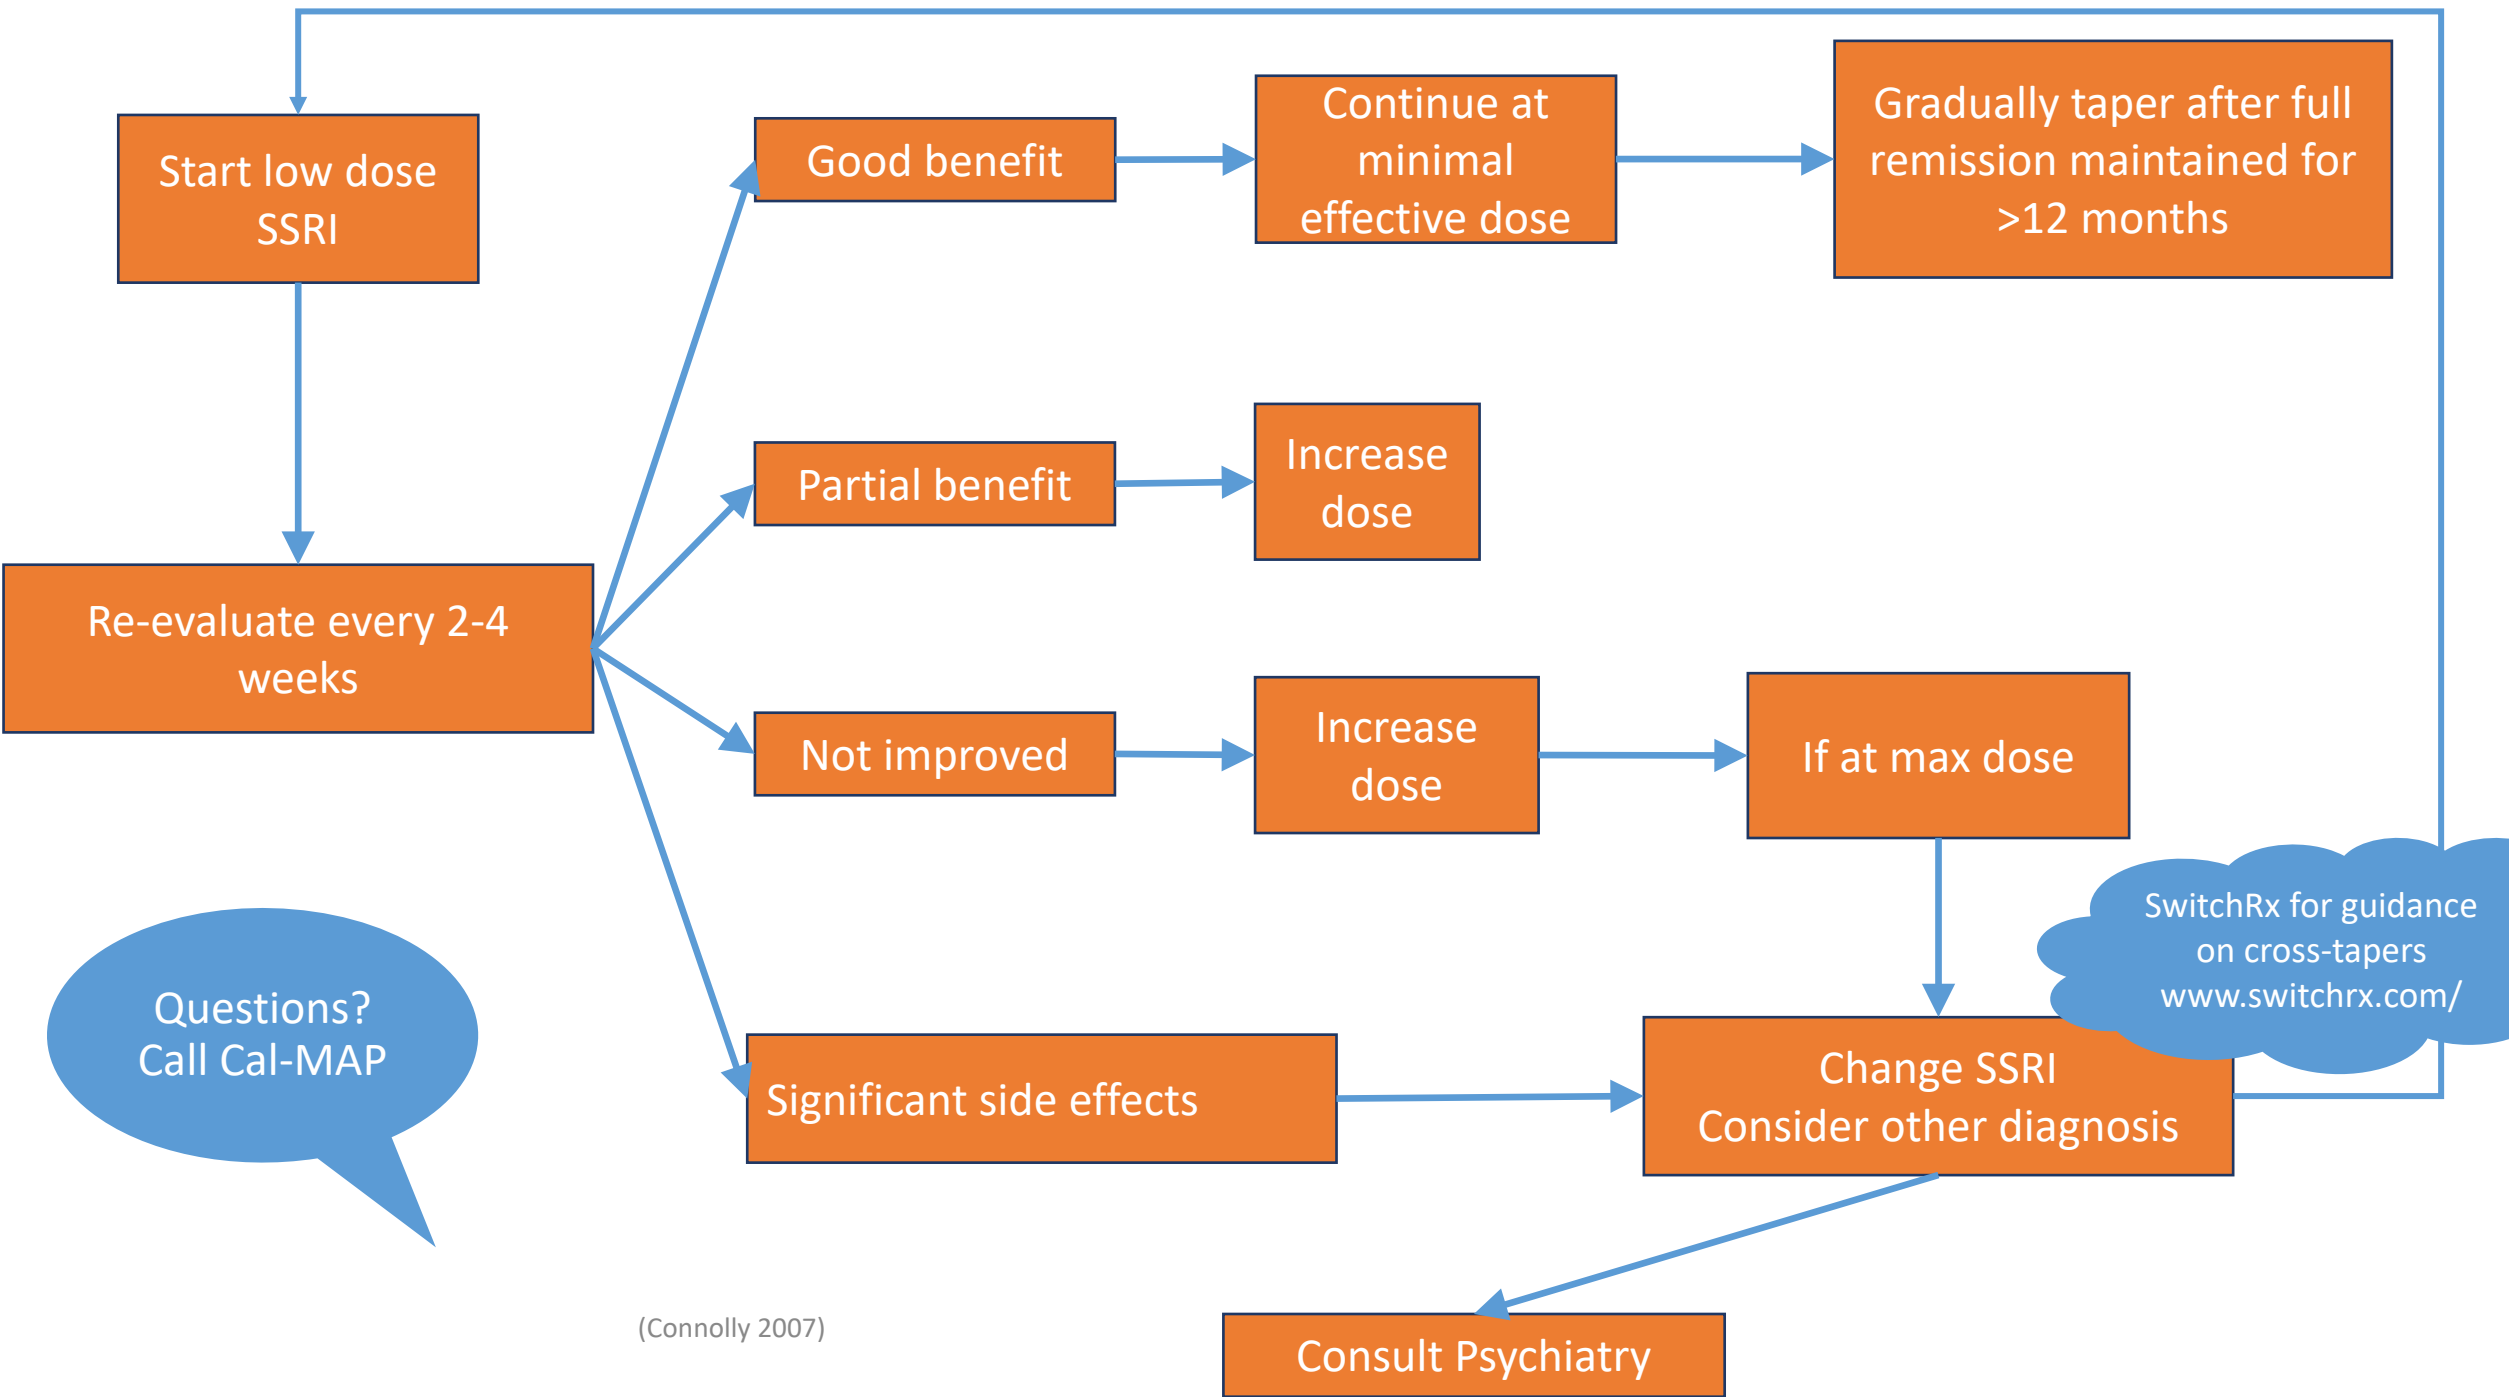 Start low dose
SSRI
Good benefit
Continue at
minimal
effective dose
Gradually taper after full
remission maintained for
>12 months
Partial benefit
Increase
dose
Re-evaluate every 2-4
weeks
Not improved
Increase
dose
If at max dose
SwitchRx for guidance
on cross-tapers
www.switchrx.com/
Questions?
Call Cal-MAP
Significant side effects
Change SSRI
Consider other diagnosis
(Connolly 2007)
Consult Psychiatry